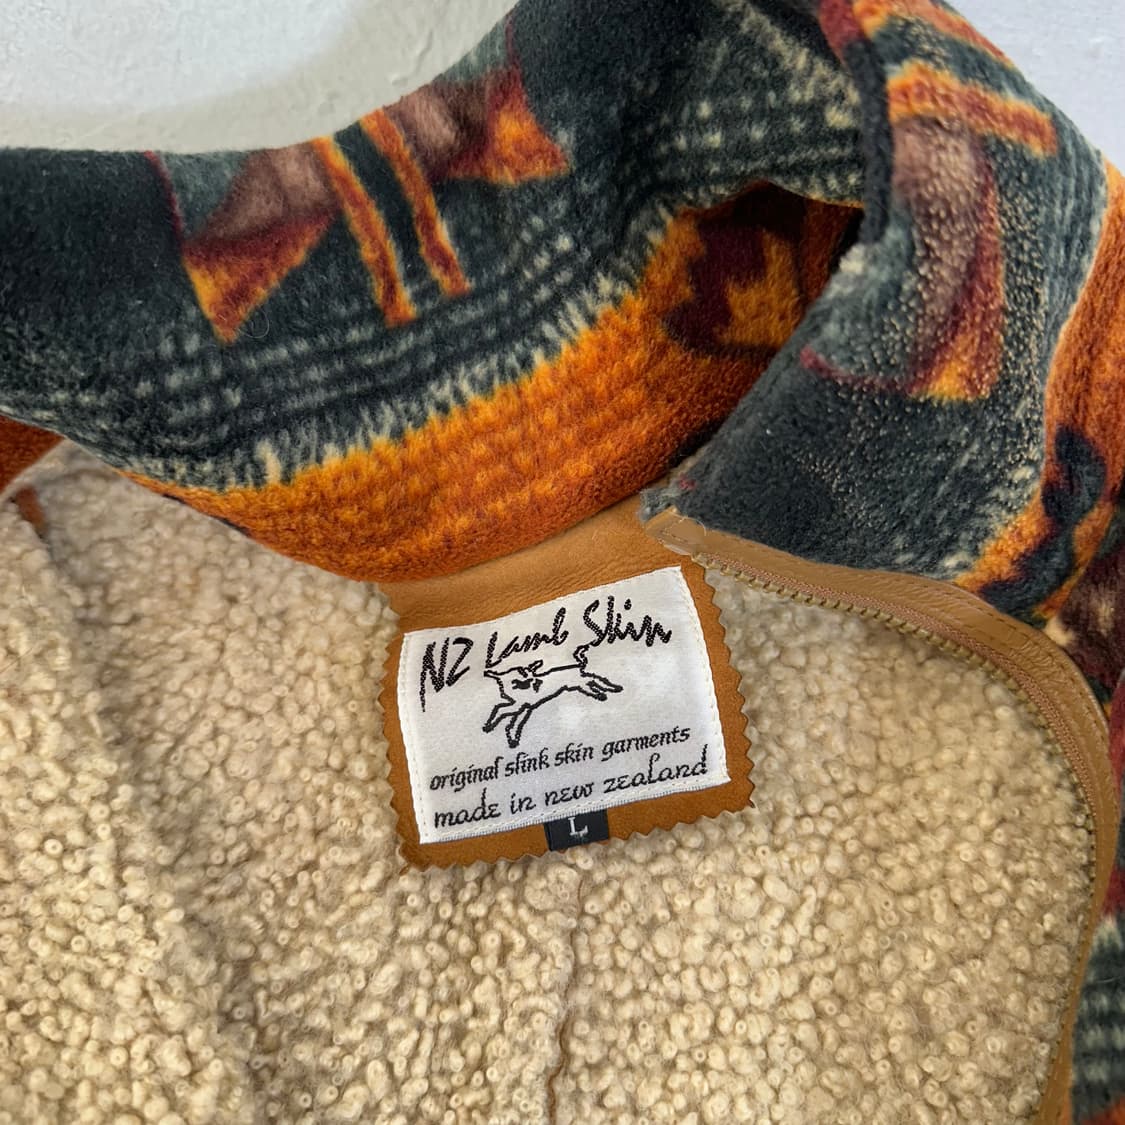 NZ Lamb Skin
original slink skin garments
made in new zealand
L